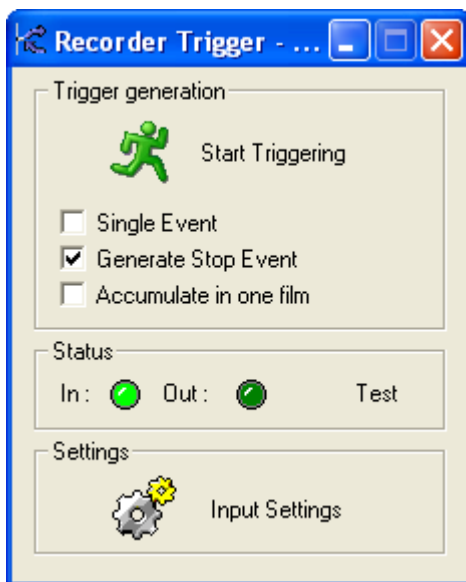 Recorder Trigger - ...
Trigger generation
Start Triggering
Single Event
Generate Stop Event
Accumulate in one film
Status
In : Out : Test
Settings
Input Settings